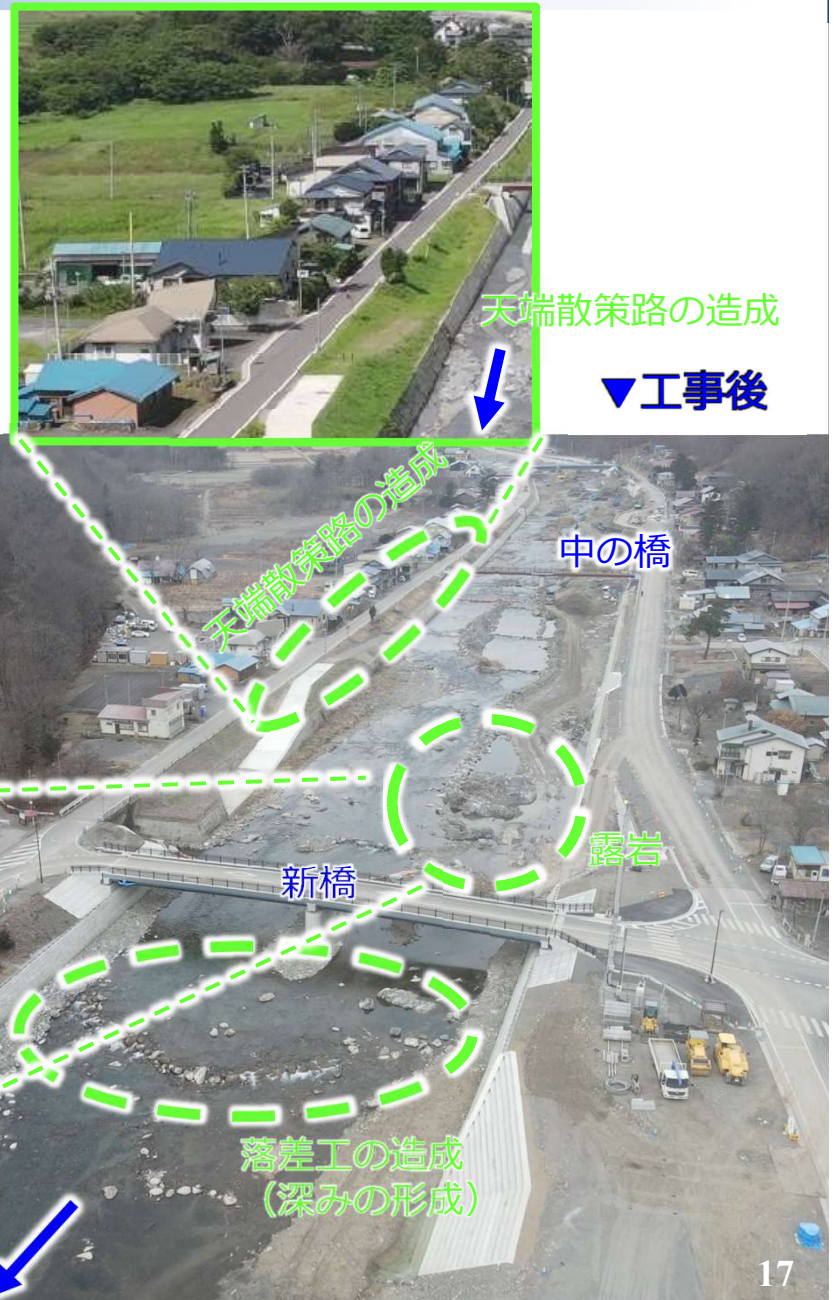 天端散策路の造成
▼工事後
天端散策路の造成
中の橋
露岩
新橋
落差工の造成
(深みの形成)
17